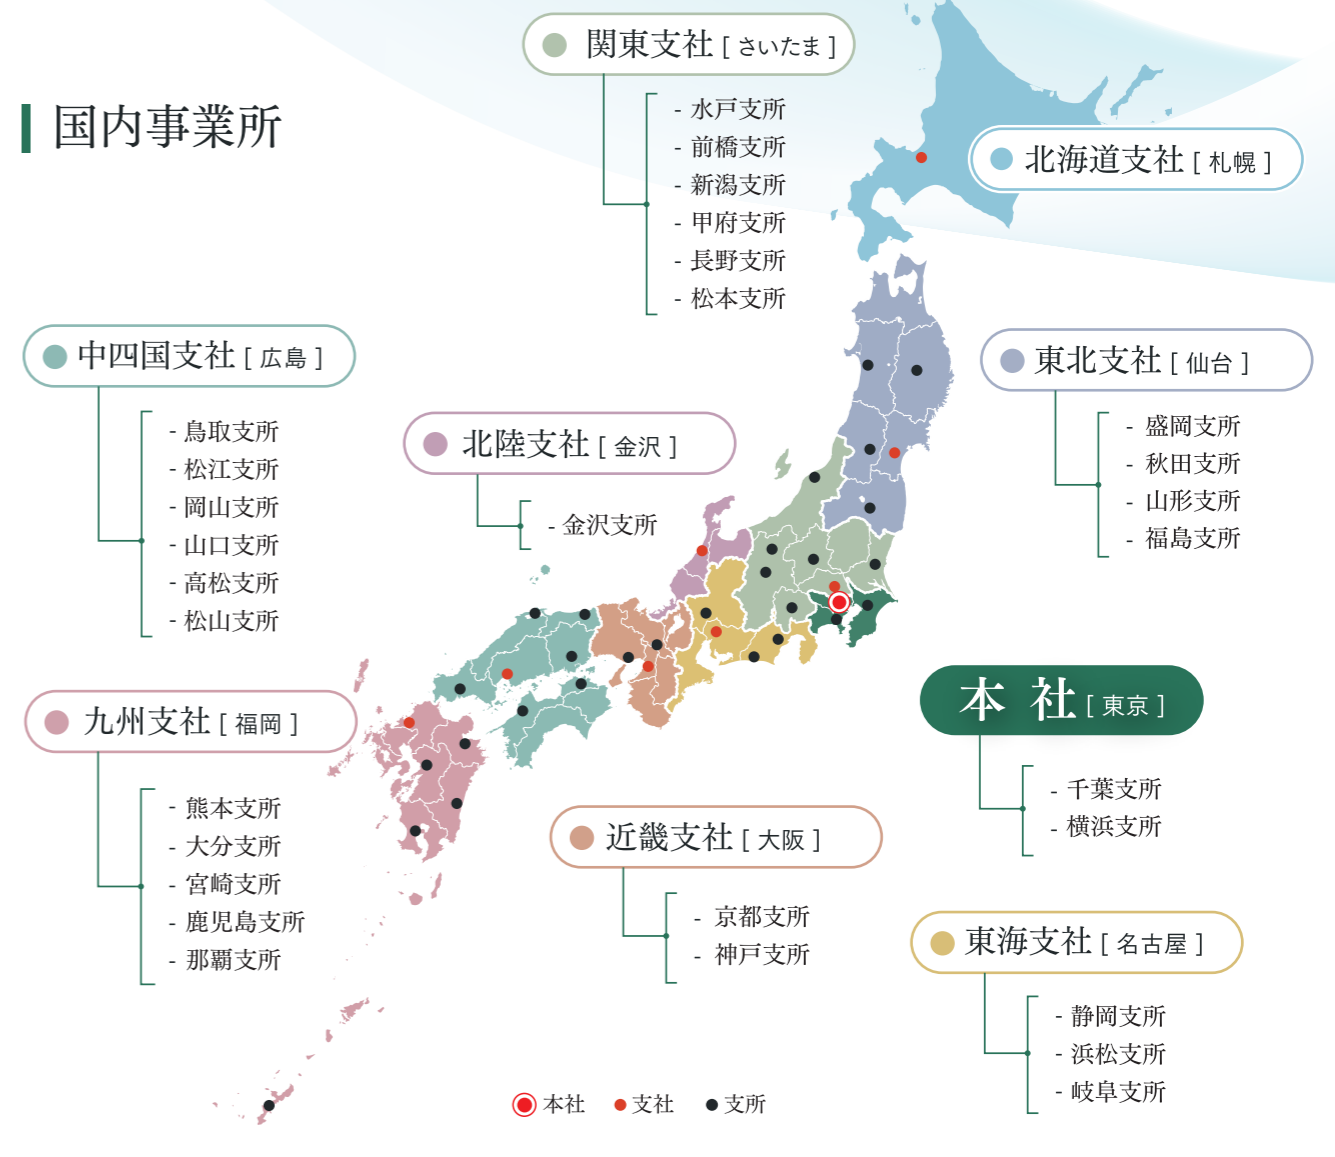 国内事業所
関東支社 [ さいたま ]
- 水戸支所
- 前橋支所
- 新潟支所
- 甲府支所
- 長野支所
- 松本支所
北海道支社 [ 札幌 ]
中四国支社 [ 広島 ]
- 鳥取支所
- 松江支所
- 岡山支所
- 山口支所
- 高松支所
- 松山支所
北陸支社 [ 金沢 ]
- 金沢支所
東北支社 [ 仙台 ]
- 盛岡支所
- 秋田支所
- 山形支所
- 福島支所
九州支社 [ 福岡 ]
- 熊本支所
- 大分支所
- 宮崎支所
- 鹿児島支所
- 那覇支所
近畿支社 [ 大阪 ]
- 京都支所
- 神戸支所
本 社 [ 東京 ]
- 千葉支所
- 横浜支所
東海支社 [ 名古屋 ]
- 静岡支所
- 浜松支所
- 岐阜支所
本社 支社 支所